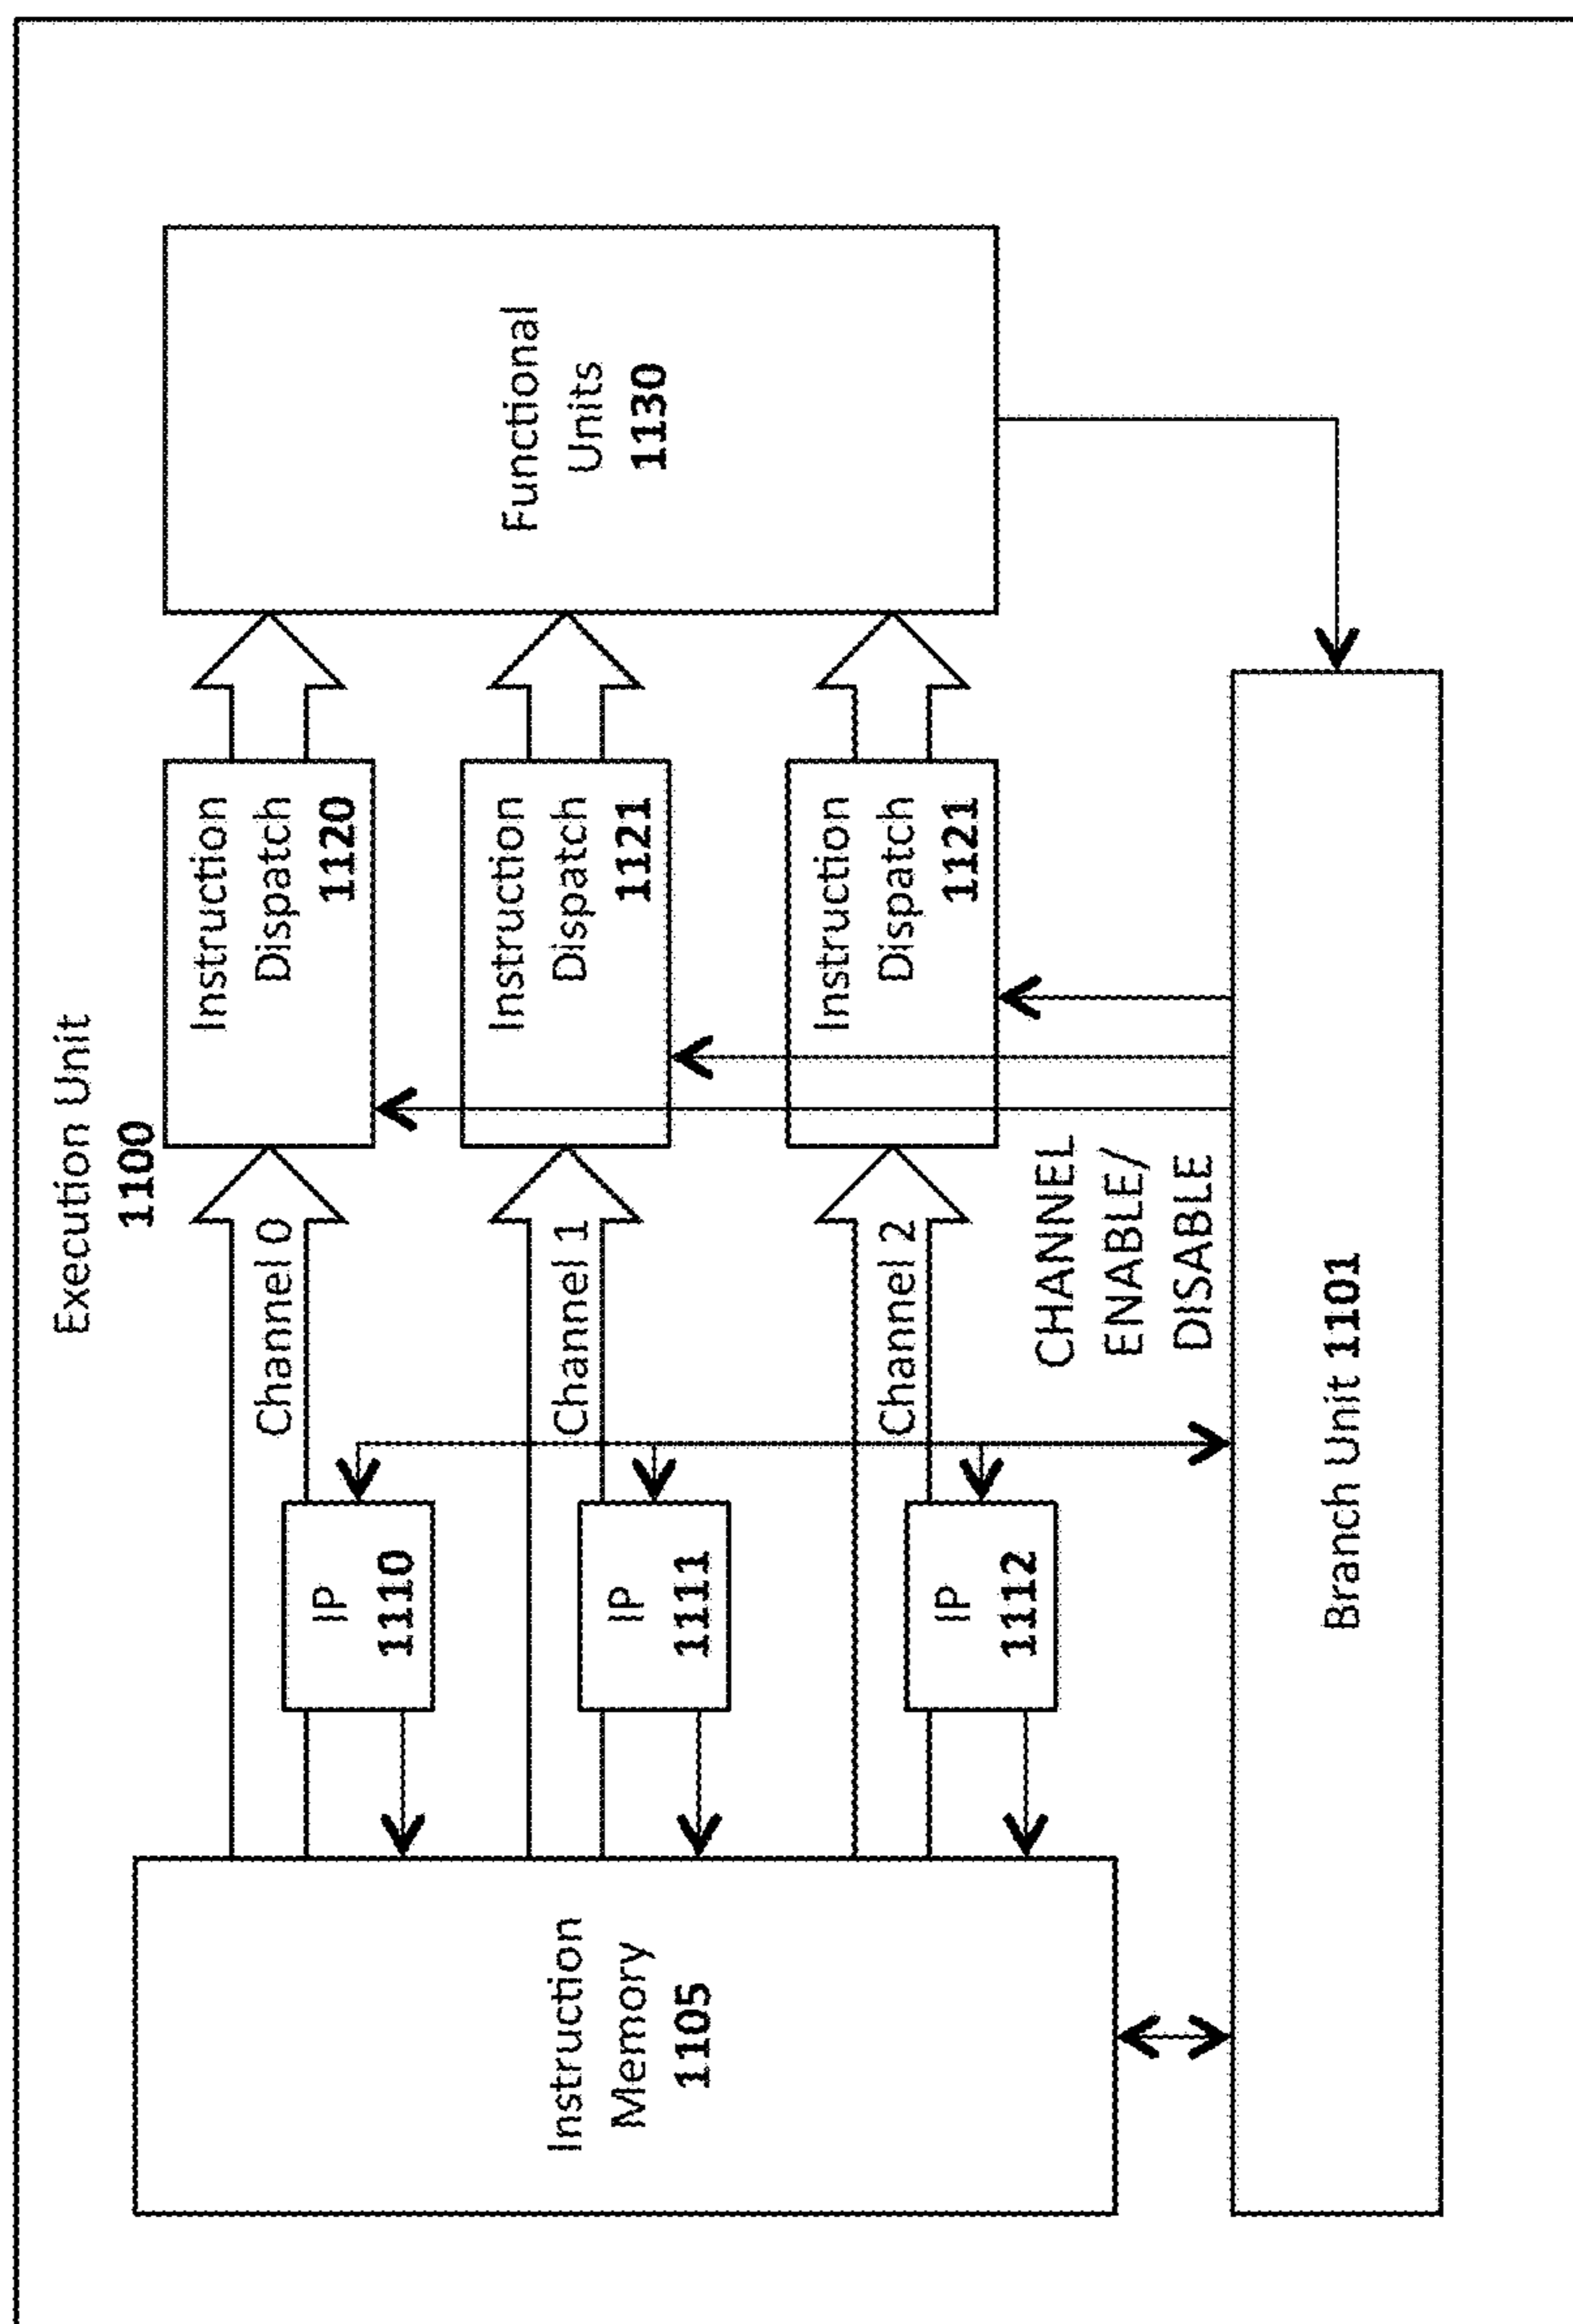 Execution Unit
1100
Instruction
Memory
1105
Channel 0
IP
1110
Instruction
Dispatch
1120
Channel 1
IP
1111
Instruction
Dispatch
1121
Channel 2
IP
1112
Instruction
Dispatch
1121
Functional
Units
1130
CHANNEL
ENABLE/
DISABLE
Branch Unit 1101